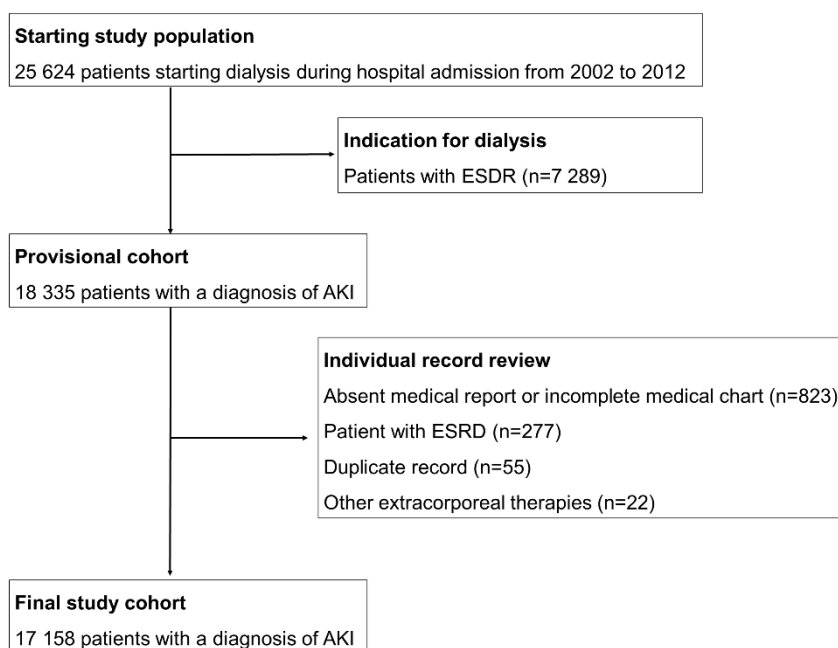 Starting study population
25 624 patients starting dialysis during hospital admission from 2002 to 2012
Indication for dialysis
Patients with ESDR (n=7 289)
Provisional cohort
18 335 patients with a diagnosis of AKI
Individual record review
Absent medical report or incomplete medical chart (n=823)
Patient with ESRD (n=277)
Duplicate record (n=55)
Other extracorporeal therapies (n=22)
Final study cohort
17 158 patients with a diagnosis of AKI